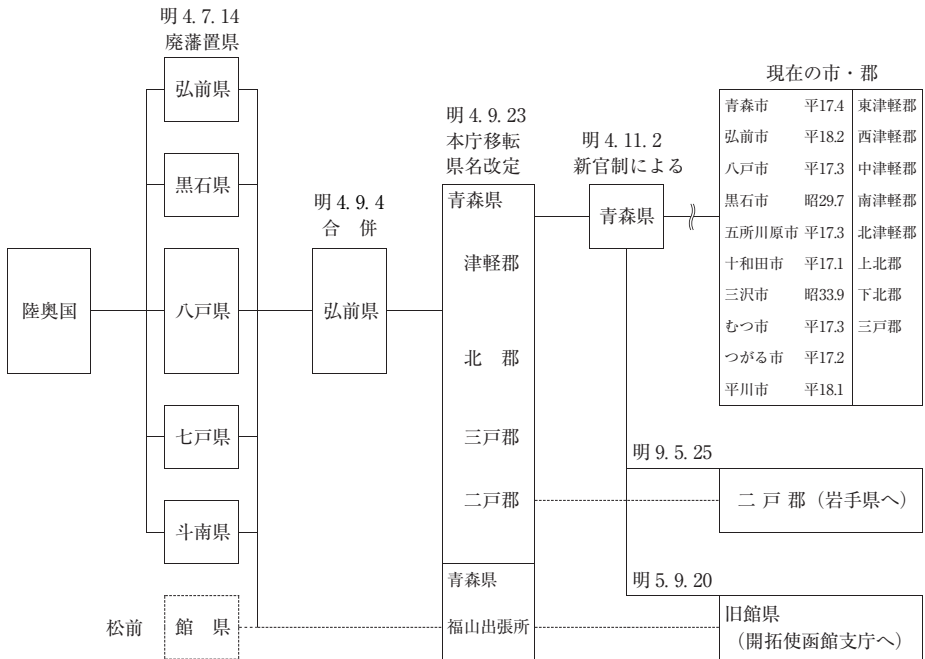 明 4. 7. 14
廃藩置県
弘前県
黒石県
八戸県
七戸県
斗南県
松前
館　県
陸奥国
明 4. 9. 4
合　併
弘前県
明 4. 9. 23
本庁移転
県名改定
青森県
津軽郡
北　郡
三戸郡
二戸郡
青森県
福山出張所
明 4. 11. 2
新官制による
青森県
現在の市・郡
青森市　平17.4　東津軽郡
弘前市　平18.2　西津軽郡
八戸市　平17.3　中津軽郡
黒石市　昭29.7　南津軽郡
五所川原市　平17.3　北津軽郡
十和田市　平17.1　上北郡
三沢市　昭33.9　下北郡
むつ市　平17.3　三戸郡
つがる市　平17.2
平川市　平18.1
明 9. 5. 25
二 戸 郡（岩手県へ）
明 5. 9. 20
旧館県
（開拓使函館支庁へ）